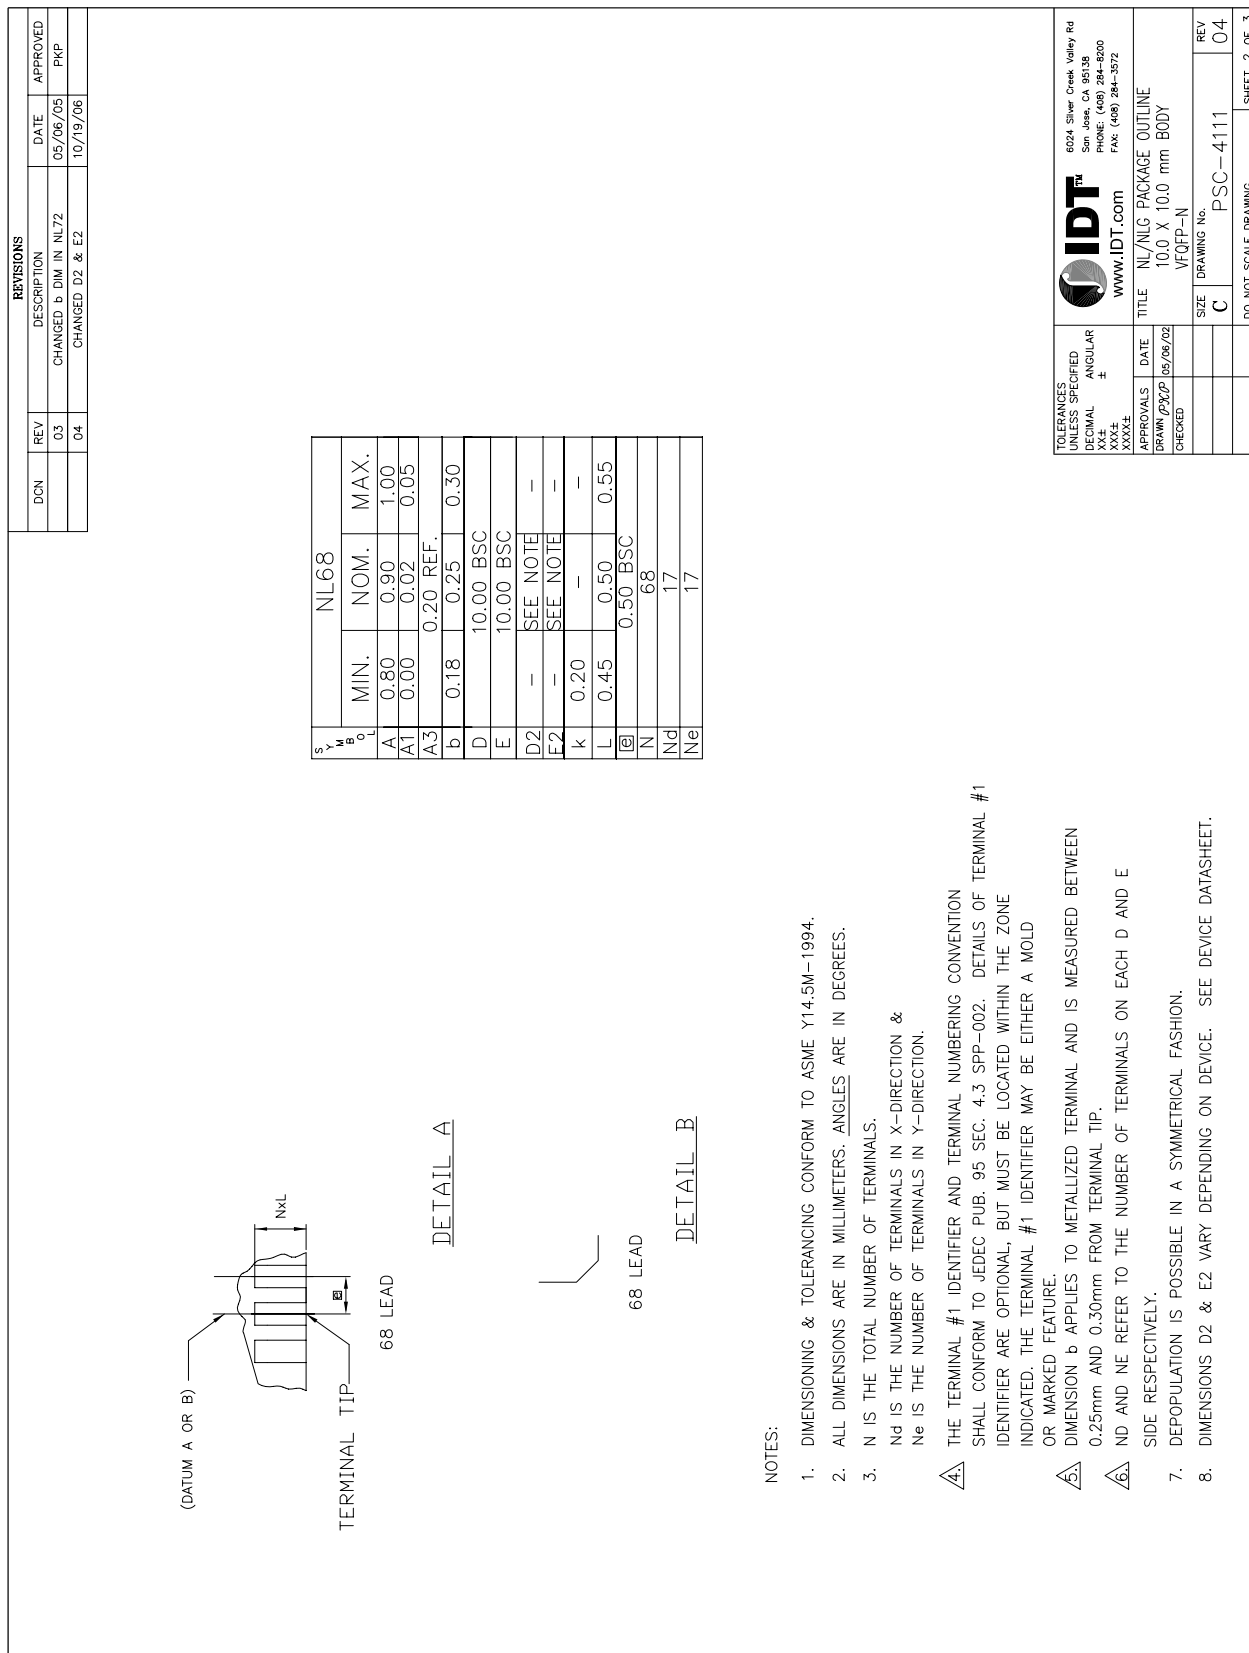 REVISIONS
DCN REV DESCRIPTION DATE APPROVED
03 CHANGED b DIM IN NL72 05/06/05 PKP
04 CHANGED D2 & E2 10/19/06
(DATUM A OR B)
NxL
e
TERMINAL TIP
68 LEAD
DETAIL A
68 LEAD
DETAIL B
SYMBOL NL68
MIN. NOM. MAX.
A 0.80 0.90 1.00
A1 0.00 0.02 0.05
A3 0.20 REF.
b 0.18 0.25 0.30
D 10.00 BSC
E 10.00 BSC
D2 – SEE NOTE –
E2 – SEE NOTE –
k 0.20 – –
L 0.45 0.50 0.55
e 0.50 BSC
N 68
Nd 17
Ne 17
NOTES:
1. DIMENSIONING & TOLERANCING CONFORM TO ASME Y14.5M-1994.
2. ALL DIMENSIONS ARE IN MILLIMETERS. ANGLES ARE IN DEGREES.
3. N IS THE TOTAL NUMBER OF TERMINALS.
Nd IS THE NUMBER OF TERMINALS IN X-DIRECTION &
Ne IS THE NUMBER OF TERMINALS IN Y-DIRECTION.
4. THE TERMINAL #1 IDENTIFIER AND TERMINAL NUMBERING CONVENTION
SHALL CONFORM TO JEDEC PUB. 95 SEC. 4.3 SPP-002. DETAILS OF TERMINAL #1
IDENTIFIER ARE OPTIONAL, BUT MUST BE LOCATED WITHIN THE ZONE
INDICATED. THE TERMINAL #1 IDENTIFIER MAY BE EITHER A MOLD
OR MARKED FEATURE.
5. DIMENSION b APPLIES TO METALLIZED TERMINAL AND IS MEASURED BETWEEN
0.25mm AND 0.30mm FROM TERMINAL TIP.
6. ND AND NE REFER TO THE NUMBER OF TERMINALS ON EACH D AND E
SIDE RESPECTIVELY.
7. DEPOPULATION IS POSSIBLE IN A SYMMETRICAL FASHION.
8. DIMENSIONS D2 & E2 VARY DEPENDING ON DEVICE. SEE DEVICE DATASHEET.
TOLERANCES
UNLESS SPECIFIED
DECIMAL ANGULAR
XX± ±
XXX±
XXXX±
APPROVALS DATE
DRAWN PKP 05/06/02
CHECKED
IDT™
www.IDT.com
6024 Silver Creek Valley Rd
San Jose, CA 95138
PHONE: (408) 284-8200
FAX: (408) 284-3572
TITLE NL/NLG PACKAGE OUTLINE
10.0 X 10.0 mm BODY
VFQFP-N
SIZE DRAWING No. REV
C PSC-4111 04
DO NOT SCALE DRAWING SHEET 2 OF 3